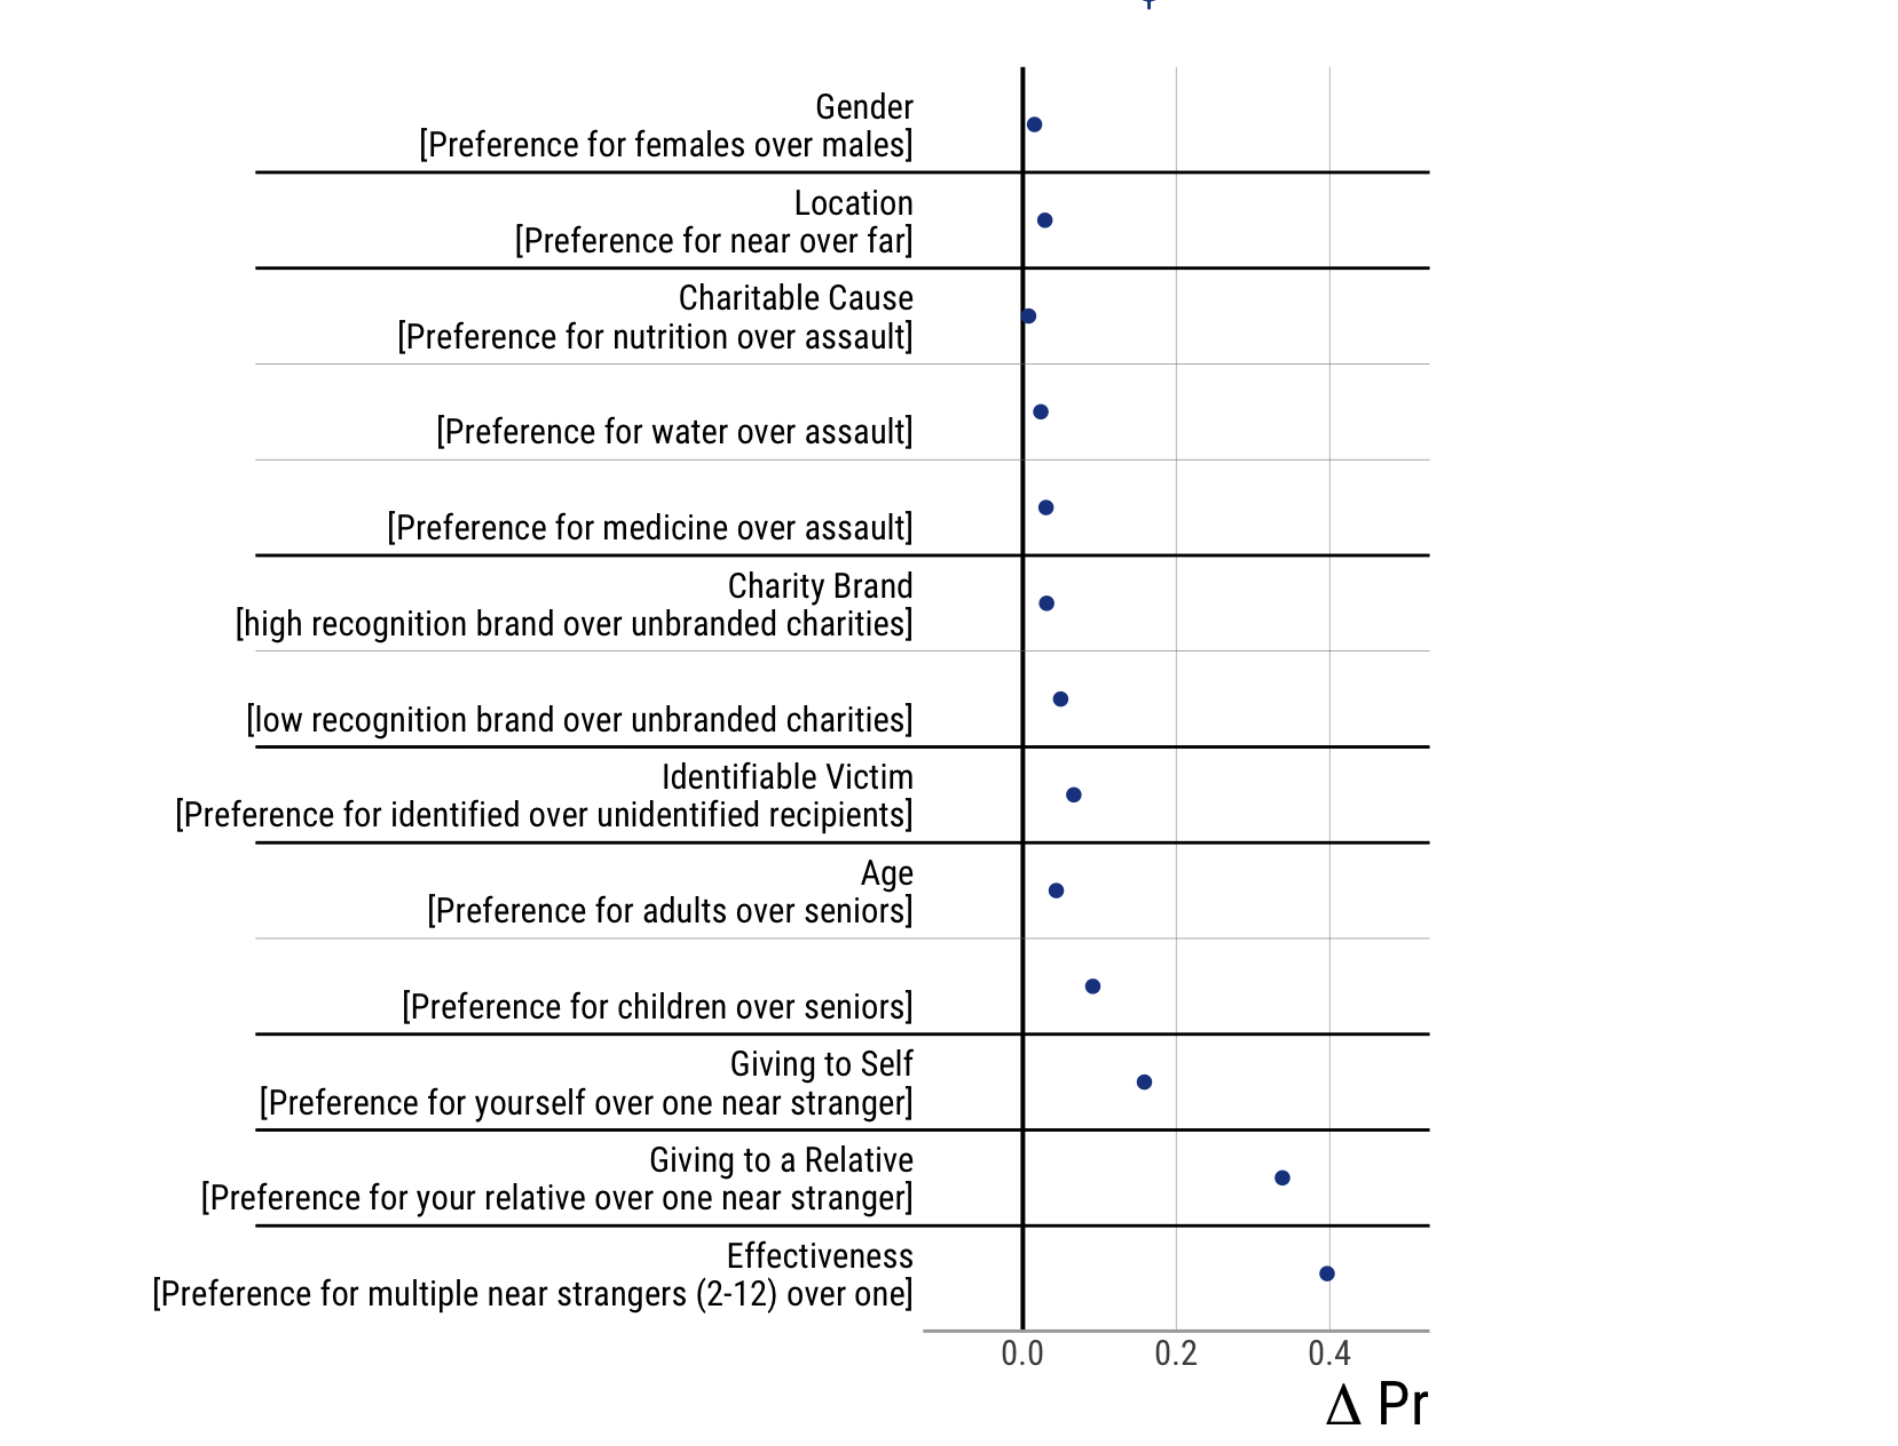 Gender
[Preference for females over males]
Location
[Preference for near over far]
Charitable Cause
[Preference for nutrition over assault]
[Preference for water over assault]
[Preference for medicine over assault]
Charity Brand
[high recognition brand over unbranded charities]
[low recognition brand over unbranded charities]
Identifiable Victim
[Preference for identified over unidentified recipients]
Age
[Preference for adults over seniors]
[Preference for children over seniors]
Giving to Self
[Preference for yourself over one near stranger]
Giving to a Relative
[Preference for your relative over one near stranger]
Effectiveness
[Preference for multiple near strangers (2-12) over one]
0.0 0.2 0.4
Δ Pr